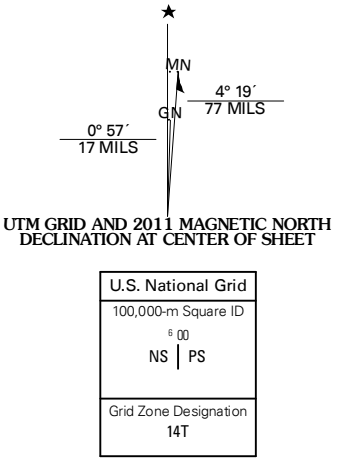 MN
4° 19´
77 MILS
GN
0° 57´
17 MILS
UTM GRID AND 2011 MAGNETIC NORTH
DECLINATION AT CENTER OF SHEET
U.S. National Grid
100,000-m Square ID
6 00
NS PS
Grid Zone Designation
14T